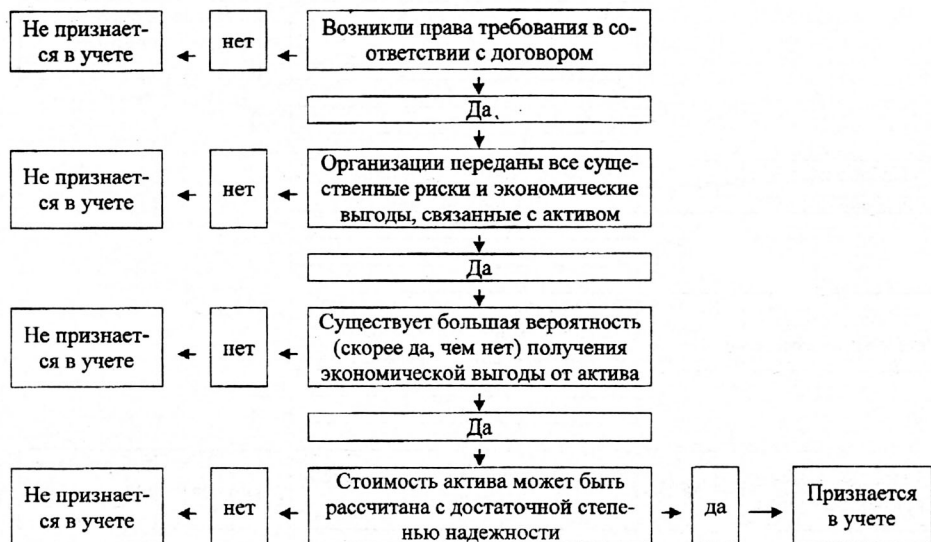 Не признает-
ся в учете
нет
Возникли права требования в со-
ответствии с договором
Да
Не признает-
ся в учете
нет
Организации переданы все суще-
ственные риски и экономические
выгоды, связанные с активом
Да
Не признает-
ся в учете
пет
Существует большая вероятность
(скорее да, чем нет) получения
экономической выгоды от актива
Да
Не признает-
ся в учете
нет
Стоимость актива может быть
рассчитана с достаточной степе-
нью надежности
да
Признается
в учете